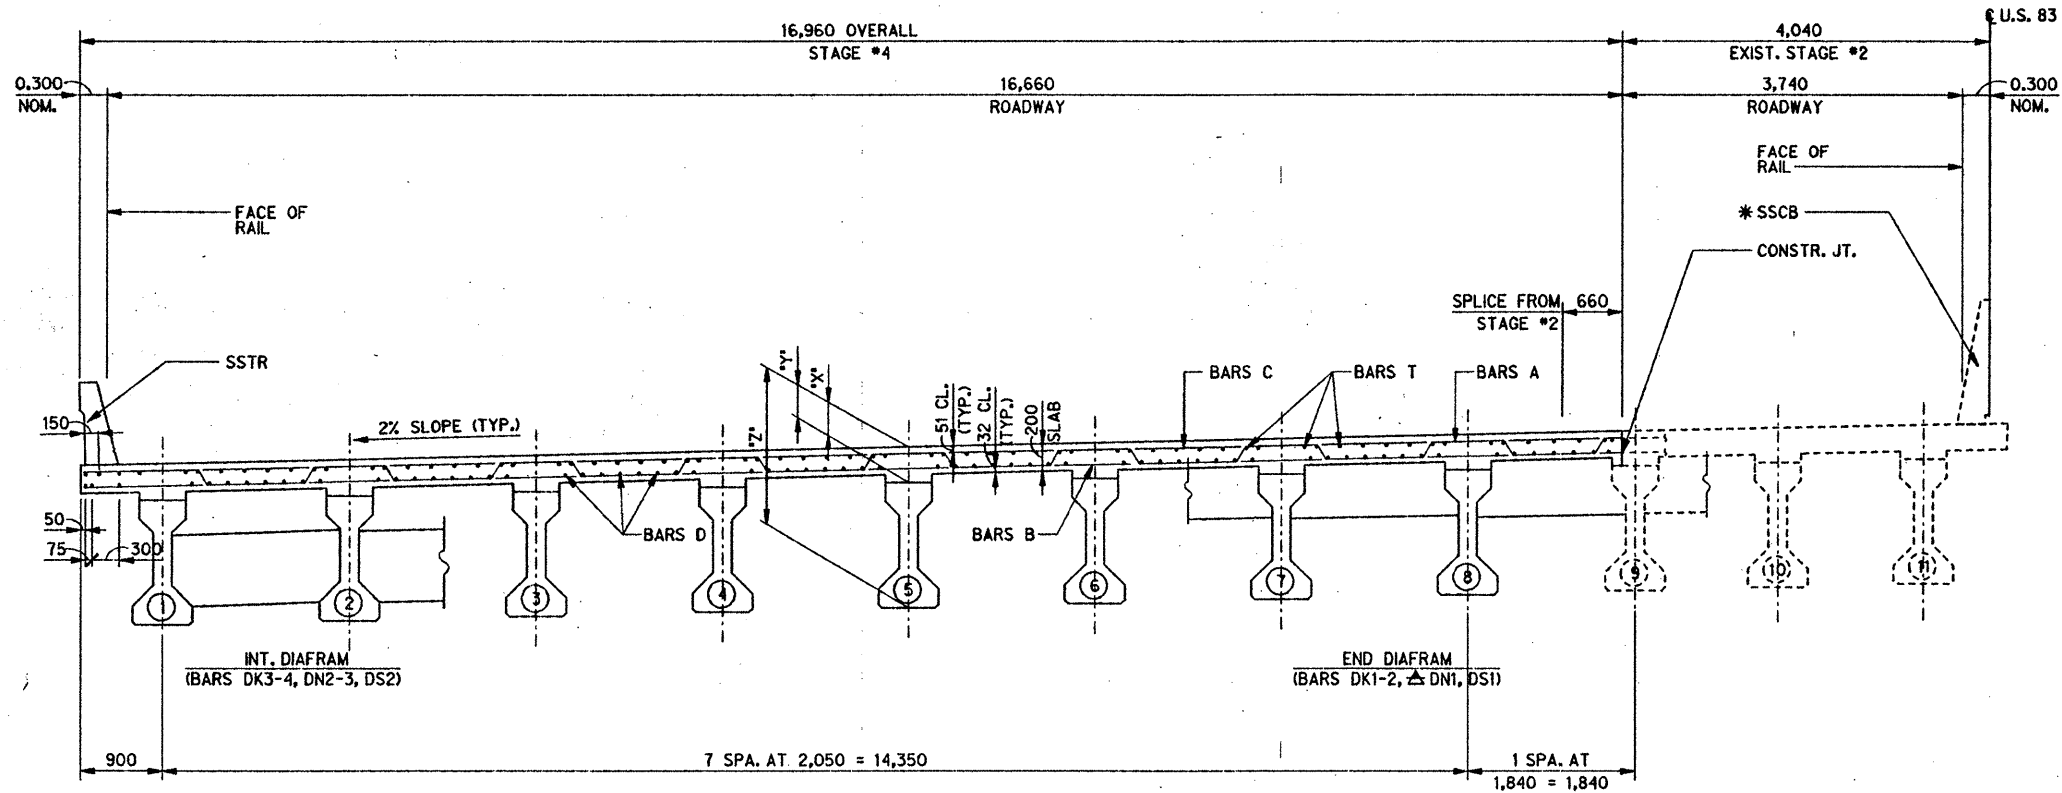 ℄ U.S. 83
16,960 OVERALL
STAGE #4
4,040
EXIST. STAGE #2
0.300
NOM.
16,660
ROADWAY
3,740
ROADWAY
0.300
NOM.
FACE OF
RAIL
FACE OF
RAIL
* SSCB
CONSTR. JT.
SPLICE FROM
STAGE #2
660
SSTR
"Y"
"X"
"Z"
51 CL.
(TYP.)
32 CL.
(TYP.)
200
SLAB
BARS C
BARS T
BARS A
150
2% SLOPE (TYP.)
50
75
300
BARS D
BARS B
1
2
3
4
5
6
7
8
9
10
11
INT. DIAFRAM
(BARS DK3-4, DN2-3, DS2)
END DIAFRAM
(BARS DK1-2, △ DN1, DS1)
900
7 SPA. AT 2,050 = 14,350
1 SPA. AT
1,840 = 1,840